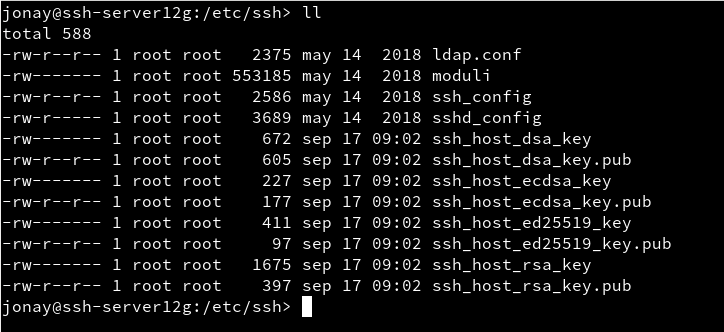 jonay@ssh-server12g:/etc/ssh> ll
total 588
-rw-r--r-- 1 root root   2375 may 14  2018 ldap.conf
-rw------- 1 root root 553185 may 14  2018 moduli
-rw-r--r-- 1 root root   2586 may 14  2018 ssh_config
-rw-r----- 1 root root   3689 may 14  2018 sshd_config
-rw------- 1 root root    672 sep 17 09:02 ssh_host_dsa_key
-rw-r--r-- 1 root root    605 sep 17 09:02 ssh_host_dsa_key.pub
-rw------- 1 root root    227 sep 17 09:02 ssh_host_ecdsa_key
-rw-r--r-- 1 root root    177 sep 17 09:02 ssh_host_ecdsa_key.pub
-rw------- 1 root root    411 sep 17 09:02 ssh_host_ed25519_key
-rw-r--r-- 1 root root     97 sep 17 09:02 ssh_host_ed25519_key.pub
-rw------- 1 root root   1675 sep 17 09:02 ssh_host_rsa_key
-rw-r--r-- 1 root root    397 sep 17 09:02 ssh_host_rsa_key.pub
jonay@ssh-server12g:/etc/ssh>